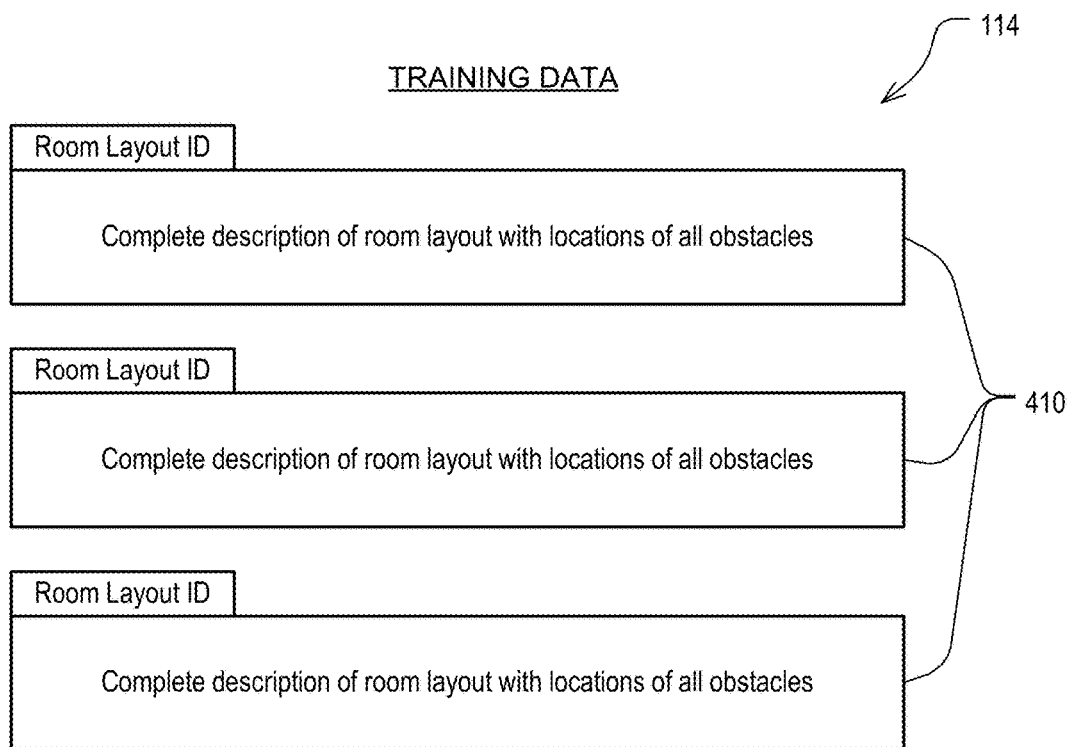 114
TRAINING DATA
Room Layout ID
Complete description of room layout with locations of all obstacles
Room Layout ID
Complete description of room layout with locations of all obstacles
410
Room Layout ID
Complete description of room layout with locations of all obstacles